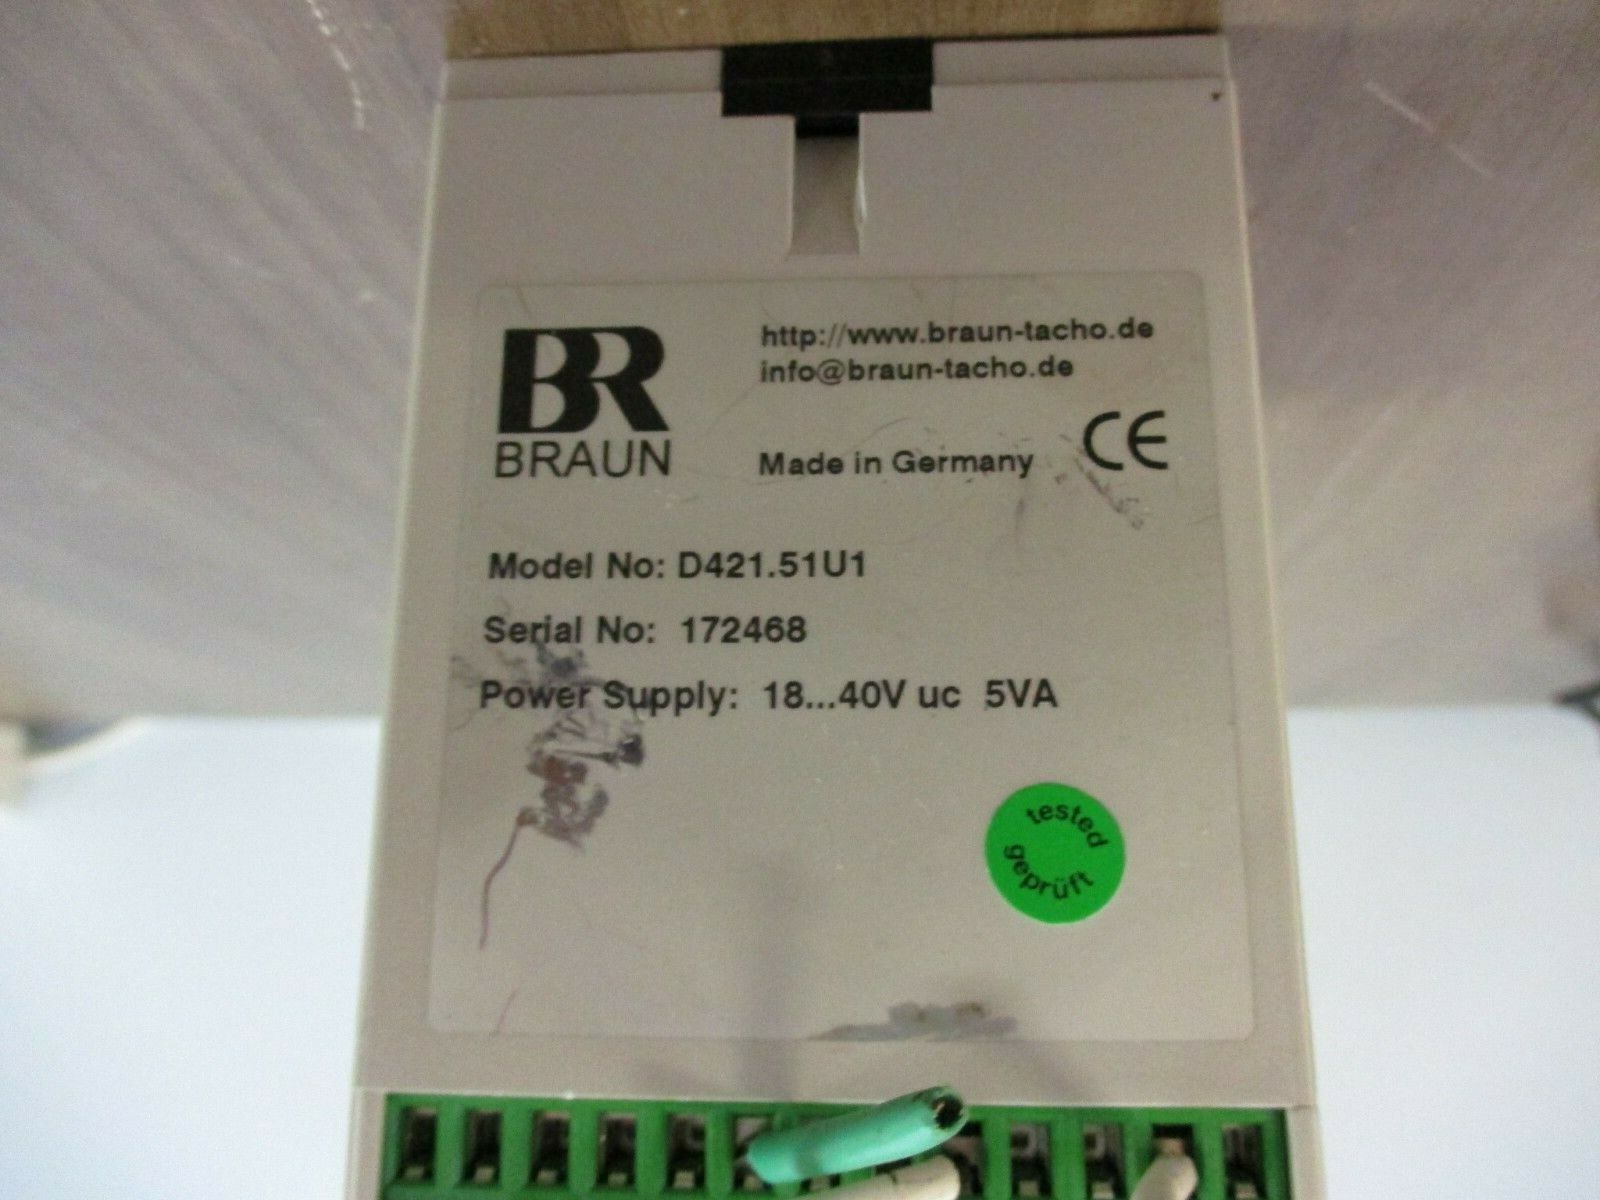 BR
BRAUN
http://www.braun-tacho.de
info@braun-tacho.de
Made in Germany CE
Model No: D421.51U1
Serial No: 172468
Power Supply: 18...40V uc 5VA
tested
geprüft